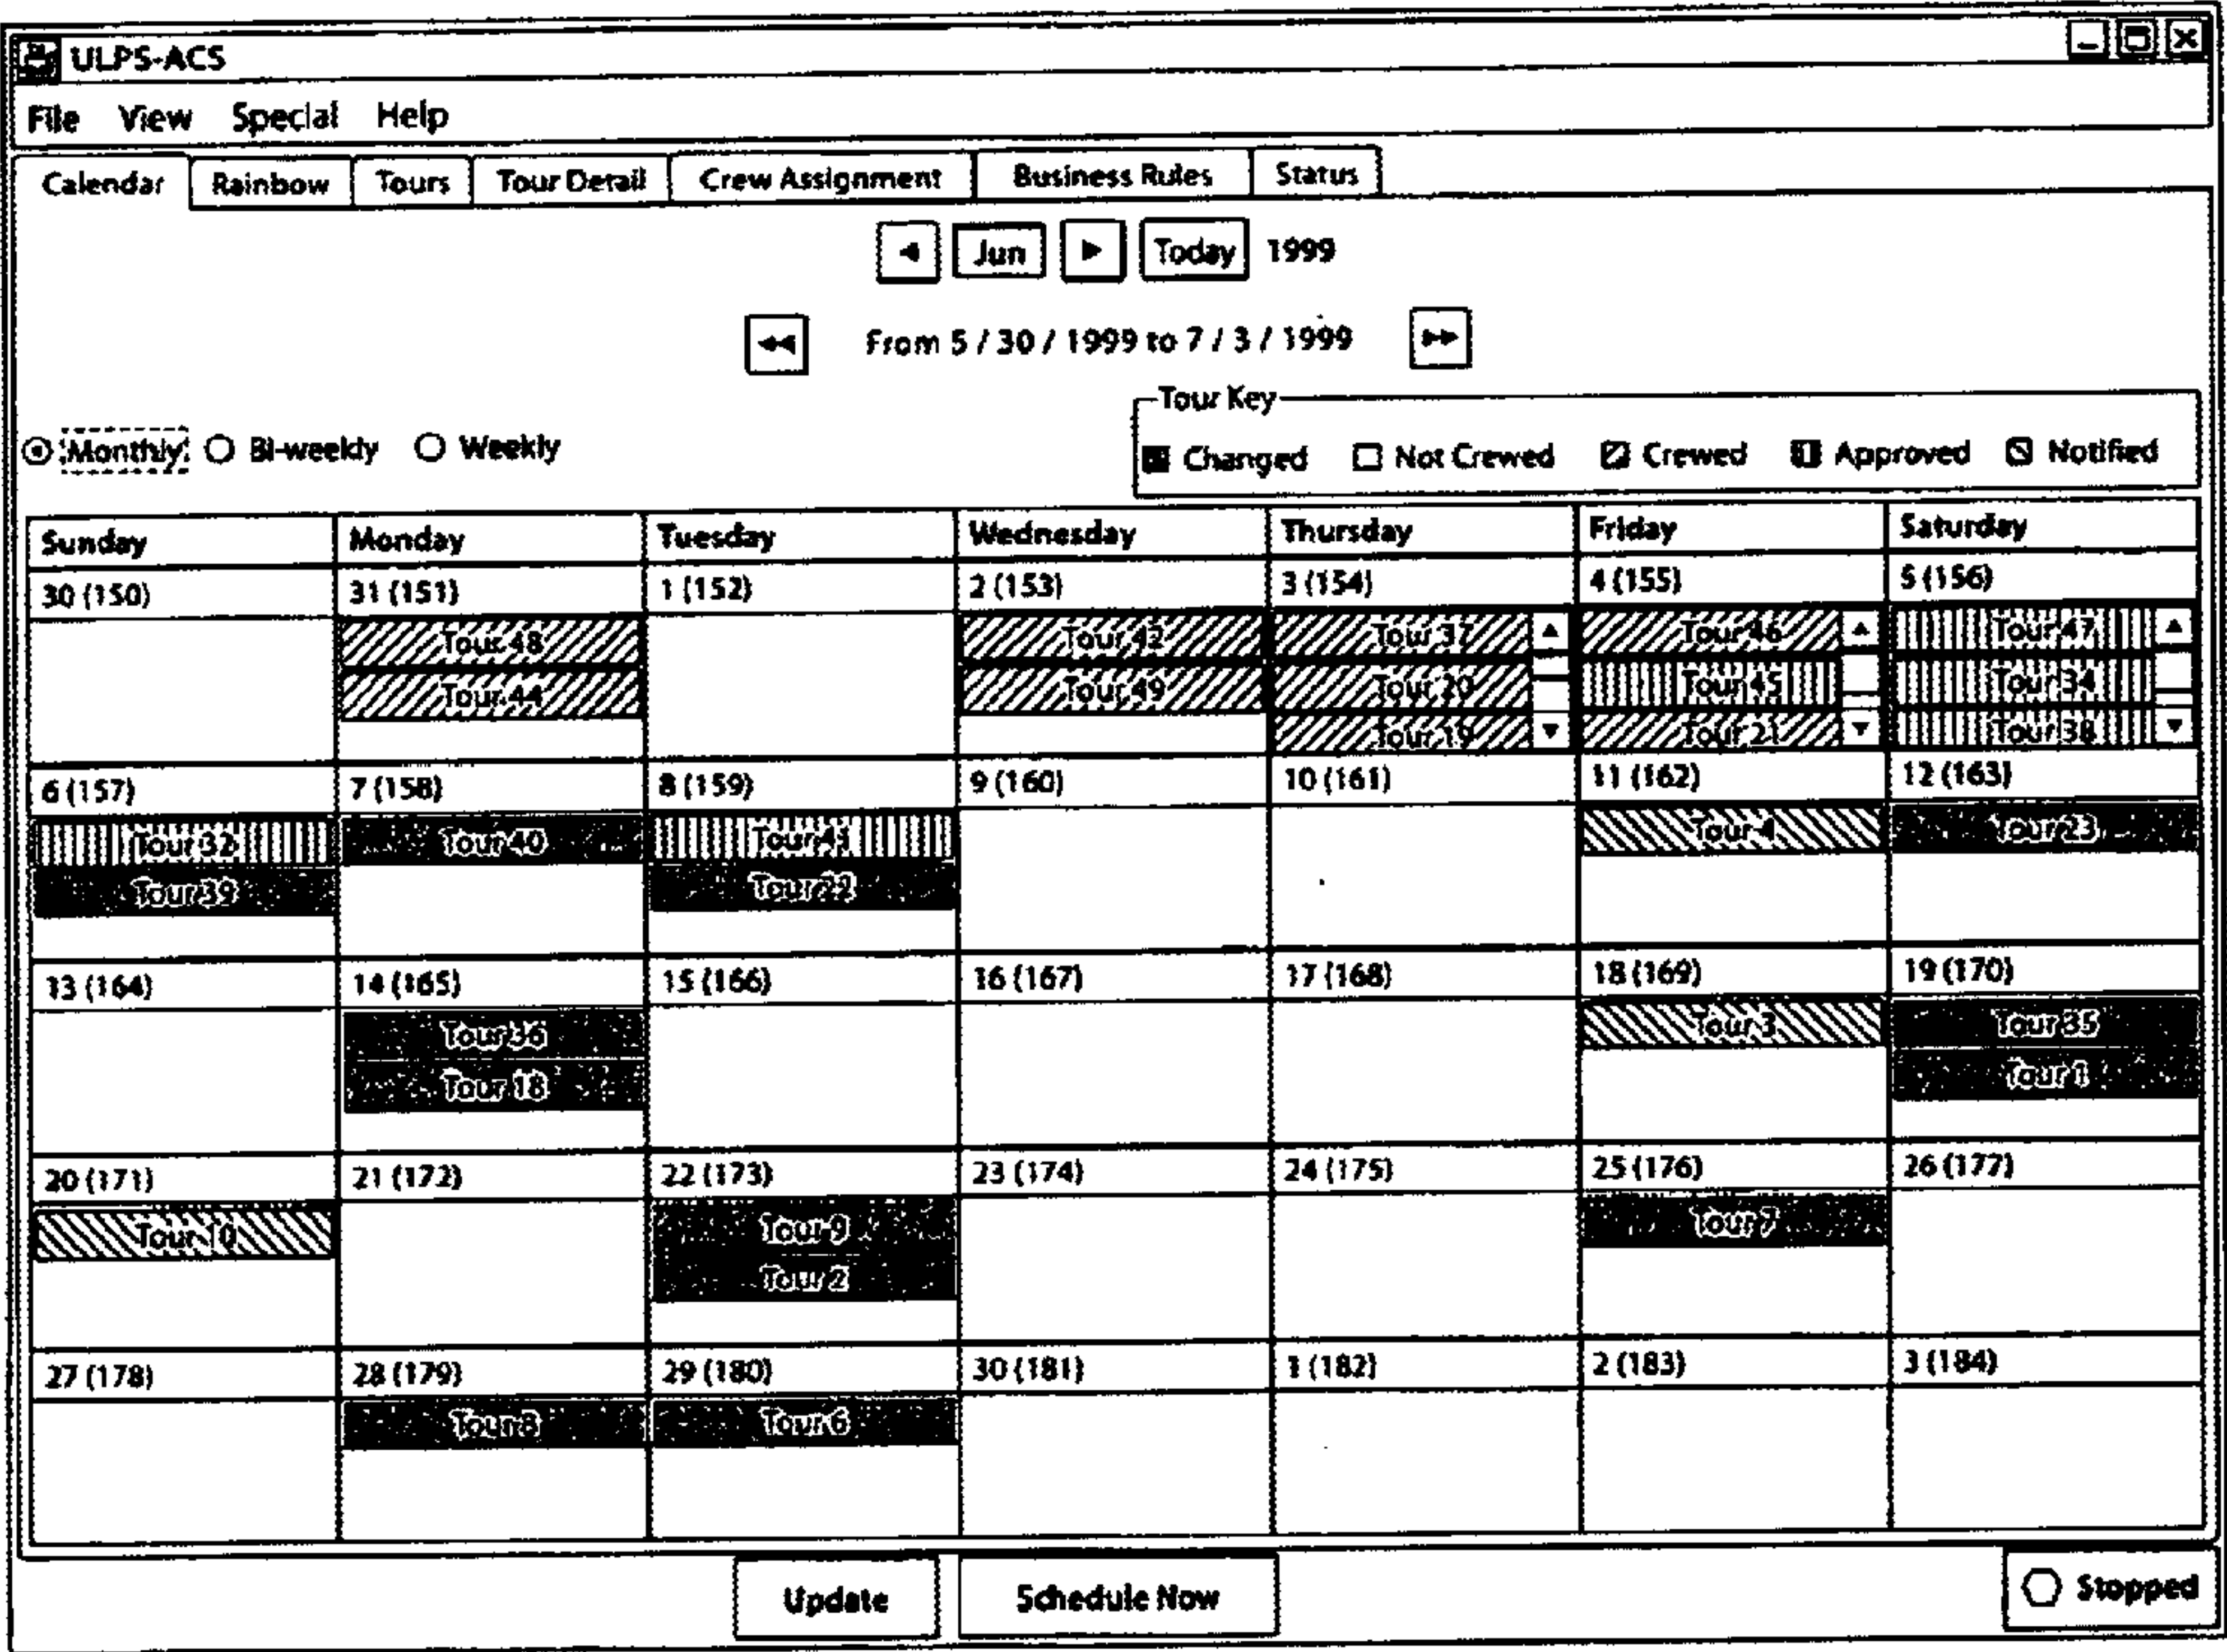 ULPS-ACS
File View Special Help
Calendar Rainbow Tours Tour Detail Crew Assignment Business Rules Status
Jun Today 1999
From 5 / 30 / 1999 to 7 / 3 / 1999
Tour Key
Monthly Bi-weekly Weekly Changed Not Crewed Crewed Approved Notified
Sunday Monday Tuesday Wednesday Thursday Friday Saturday
30 (150) 31 (151) 1 (152) 2 (153) 3 (154) 4 (155) 5 (156)
Tour 48 Tour 42 Tour 37 Tour 46 Tour 47
Tour 44 Tour 49 Tour 20 Tour 45 Tour 34
Tour 19 Tour 21 Tour 38
6 (157) 7 (158) 8 (159) 9 (160) 10 (161) 11 (162) 12 (163)
Tour 32 Tour 40 Tour 41 Tour 4 Tour 23
Tour 39 Tour 22
13 (164) 14 (165) 15 (166) 16 (167) 17 (168) 18 (169) 19 (170)
Tour 36 Tour 3 Tour 35
Tour 18 Tour 1
20 (171) 21 (172) 22 (173) 23 (174) 24 (175) 25 (176) 26 (177)
Tour 10 Tour 9 Tour 7
Tour 2
27 (178) 28 (179) 29 (180) 30 (181) 1 (182) 2 (183) 3 (184)
Tour 8 Tour 6
Update Schedule Now Stopped